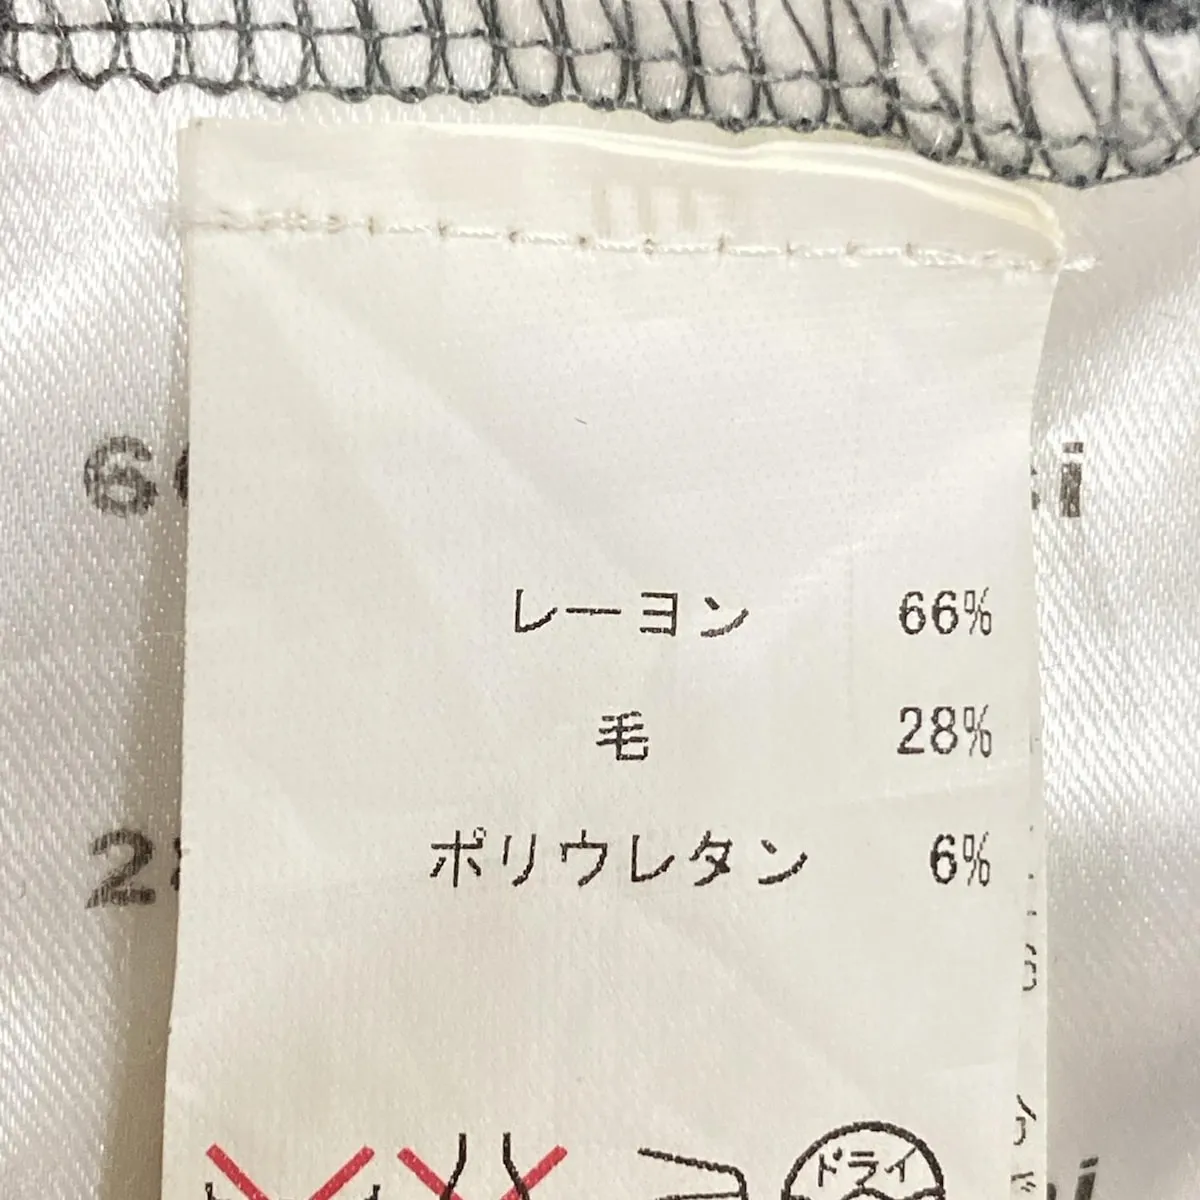 レーヨン 66%
毛 28%
ポリウレタン 6%
ドライ